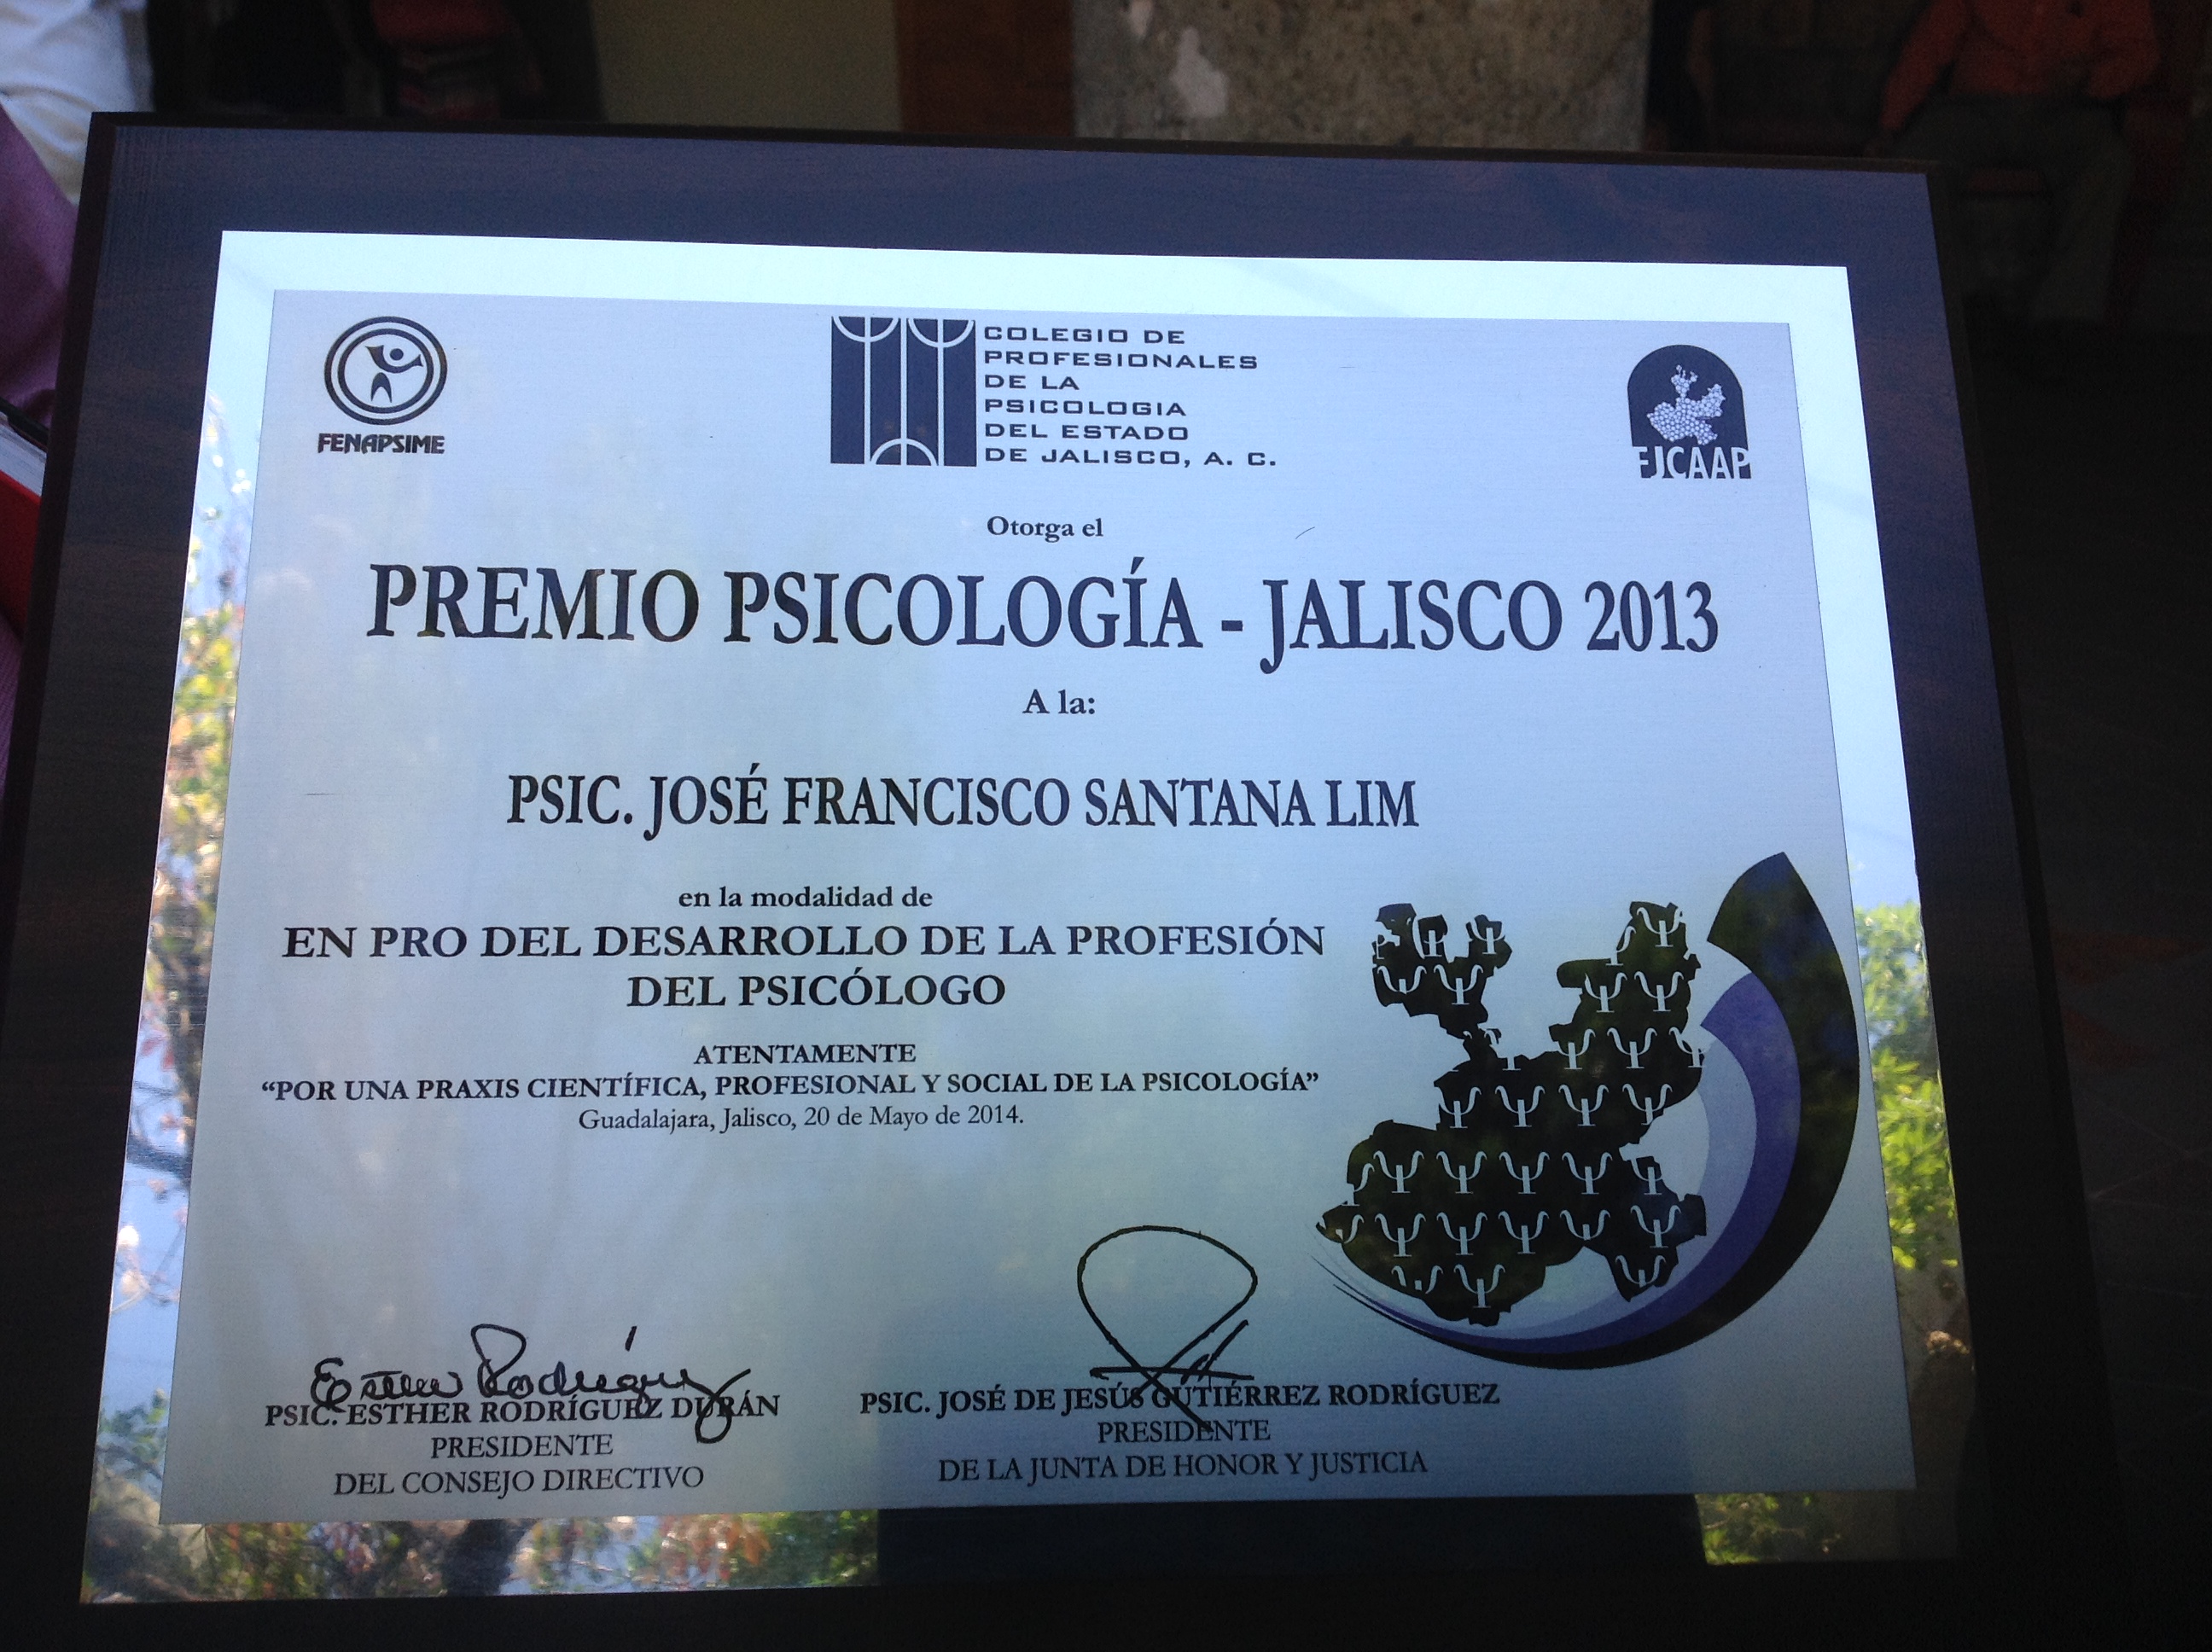 FENAPSIME
COLEGIO DE
PROFESIONALES
DE LA
PSICOLOGIA
DEL ESTADO
DE JALISCO, A. C.
FJCAAP
Otorga el
PREMIO PSICOLOGÍA - JALISCO 2013
A la:
PSIC. JOSÉ FRANCISCO SANTANA LIM
en la modalidad de
EN PRO DEL DESARROLLO DE LA PROFESIÓN
DEL PSICÓLOGO
ATENTAMENTE
“POR UNA PRAXIS CIENTÍFICA, PROFESIONAL Y SOCIAL DE LA PSICOLOGÍA”
Guadalajara, Jalisco, 20 de Mayo de 2014.
Esther Rodríguez
PSIC. ESTHER RODRÍGUEZ DURÁN
PRESIDENTE
DEL CONSEJO DIRECTIVO
PSIC. JOSÉ DE JESÚS GUTIÉRREZ RODRÍGUEZ
PRESIDENTE
DE LA JUNTA DE HONOR Y JUSTICIA